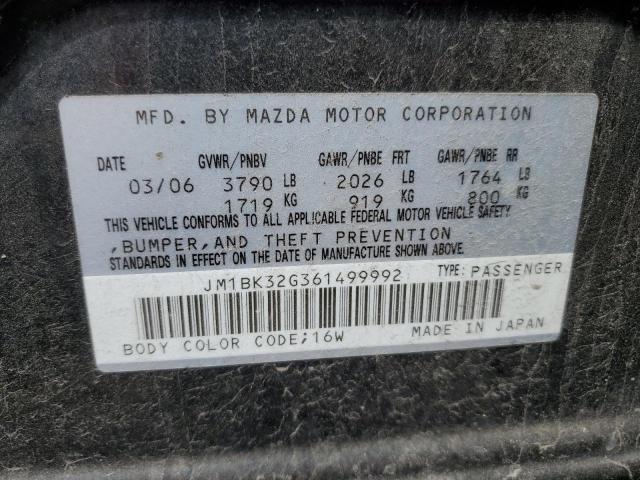 MFD. BY MAZDA MOTOR CORPORATION
DATE GVWR/PNBV GAWR/PNBE FRT GAWR/PNBE RR
03/06 3790 LB 2026 LB 1764 LB
1719 KG 919 KG 800 KG
THIS VEHICLE CONFORMS TO ALL APPLICABLE FEDERAL MOTOR VEHICLE SAFETY
,BUMPER,AND THEFT PREVENTION
STANDARDS IN EFFECT ON THE DATE OF MANUFACTURE SHOWN ABOVE.
JM1BK32G361499992 TYPE: PASSENGER
BODY COLOR CODE;16W MADE IN JAPAN